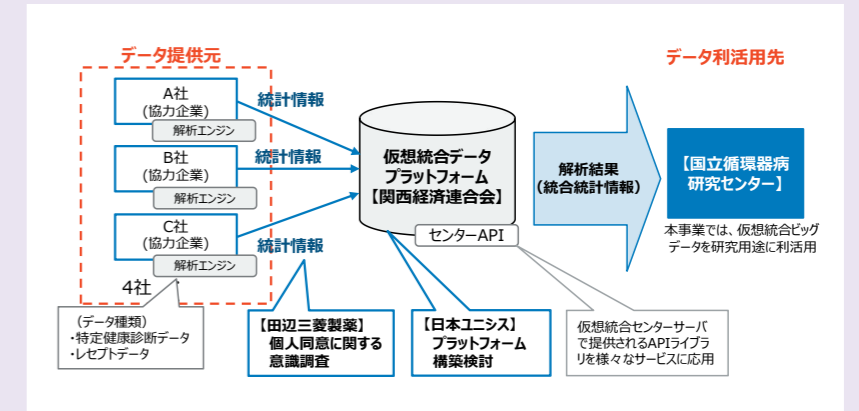 データ提供元
データ利活用先
A社
(協力企業)
解析エンジン
統計情報
B社
(協力企業)
解析エンジン
統計情報
C社
(協力企業)
解析エンジン
統計情報
4社
仮想統合データ
プラットフォーム
【関西経済連合会】
センターAPI
解析結果
(統合統計情報)
【国立循環器病
研究センター】
本事業では、仮想統合ビッグ
データを研究用途に利活用
(データ種類)
・特定健康診断データ
・レセプトデータ
【田辺三菱製薬】
個人同意に関する
意識調査
【日本ユニシス】
プラットフォーム
構築検討
仮想統合センターサーバ
で提供されるAPIライブラ
リを様々なサービスに応用